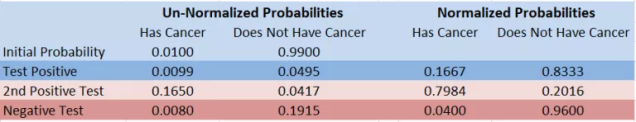 Un-Normalized Probabilities Normalized Probabilities
Has Cancer Does Not Have Cancer Has Cancer Does Not Have Cancer
Initial Probability 0.0100 0.9900
Test Positive 0.0099 0.0495 0.1667 0.8333
2nd Positive Test 0.1650 0.0417 0.7984 0.2016
Negative Test 0.0080 0.1915 0.0400 0.9600